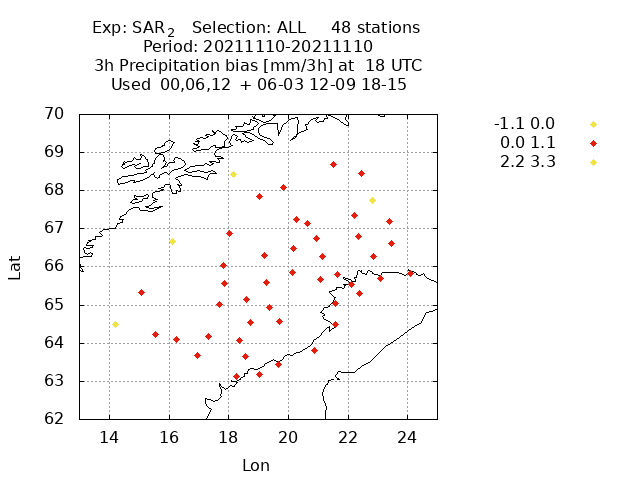 Exp: SAR2 Selection: ALL 48 stations
Period: 20211110-20211110
3h Precipitation bias [mm/3h] at 18 UTC
Used 00,06,12 + 06-03 12-09 18-15
-1.1 0.0
0.0 1.1
2.2 3.3
70
69
68
67
66
65
64
63
62
Lat
14 16 18 20 22 24
Lon